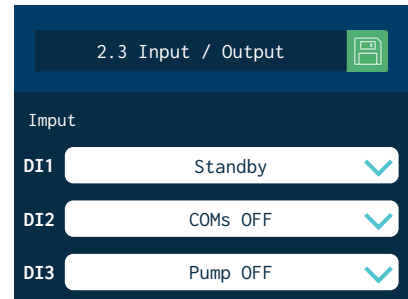 2.3 Input / Output
Imput
DI1 Standby
DI2 COMs OFF
DI3 Pump OFF